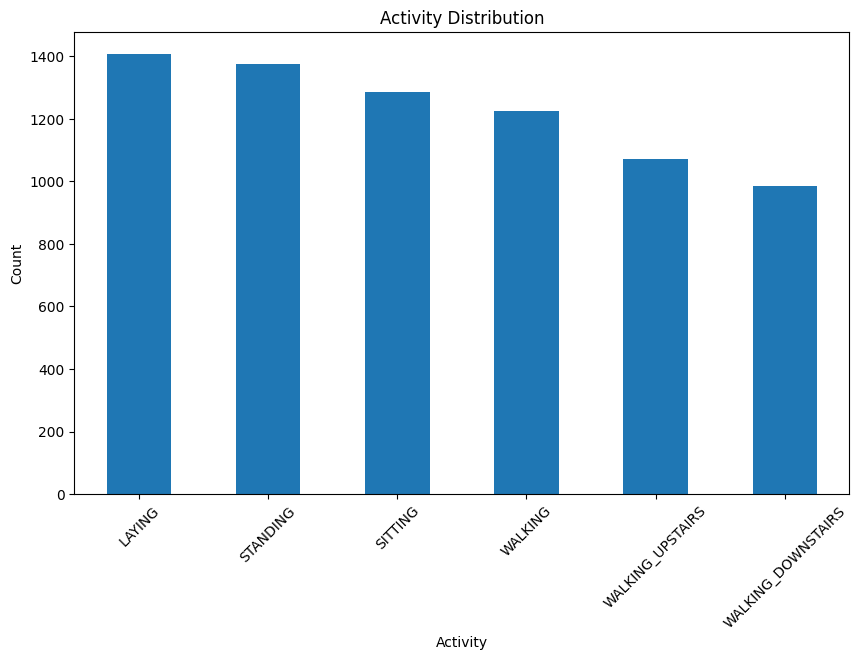 Activity Distribution
1400
1200
1000
800
600
400
200
0
Count
LAYING
STANDING
SITTING
WALKING
WALKING_UPSTAIRS
WALKING_DOWNSTAIRS
Activity